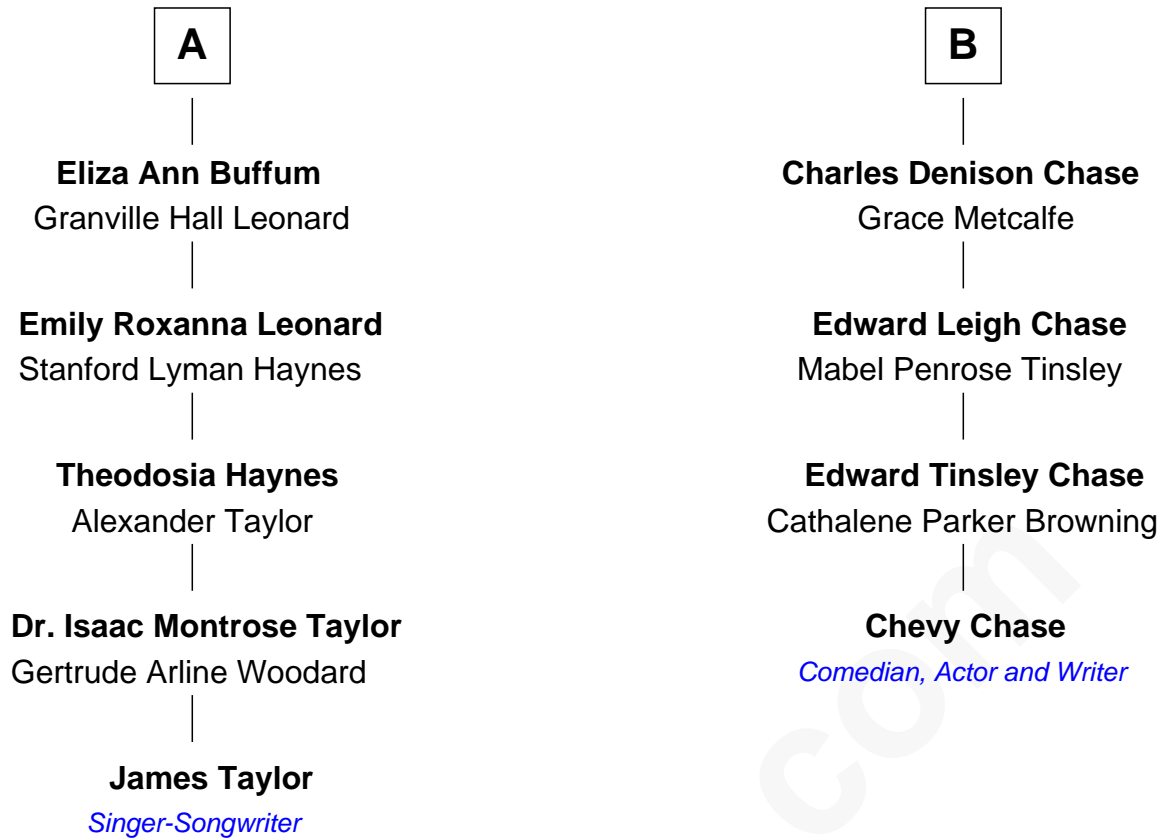 A
Eliza Ann Buffum
Granville Hall Leonard
Emily Roxanna Leonard
Stanford Lyman Haynes
Theodosia Haynes
Alexander Taylor
Dr. Isaac Montrose Taylor
Gertrude Arline Woodard
James Taylor
Singer-Songwriter
B
Charles Denison Chase
Grace Metcalfe
Edward Leigh Chase
Mabel Penrose Tinsley
Edward Tinsley Chase
Cathalene Parker Browning
Chevy Chase
Comedian, Actor and Writer
com